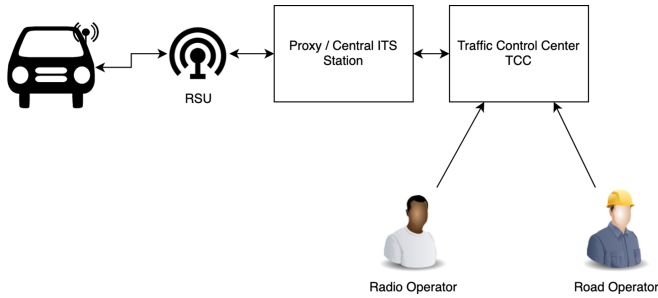 Proxy / Central ITS
Station
Traffic Control Center
TCC
RSU
Radio Operator
Road Operator